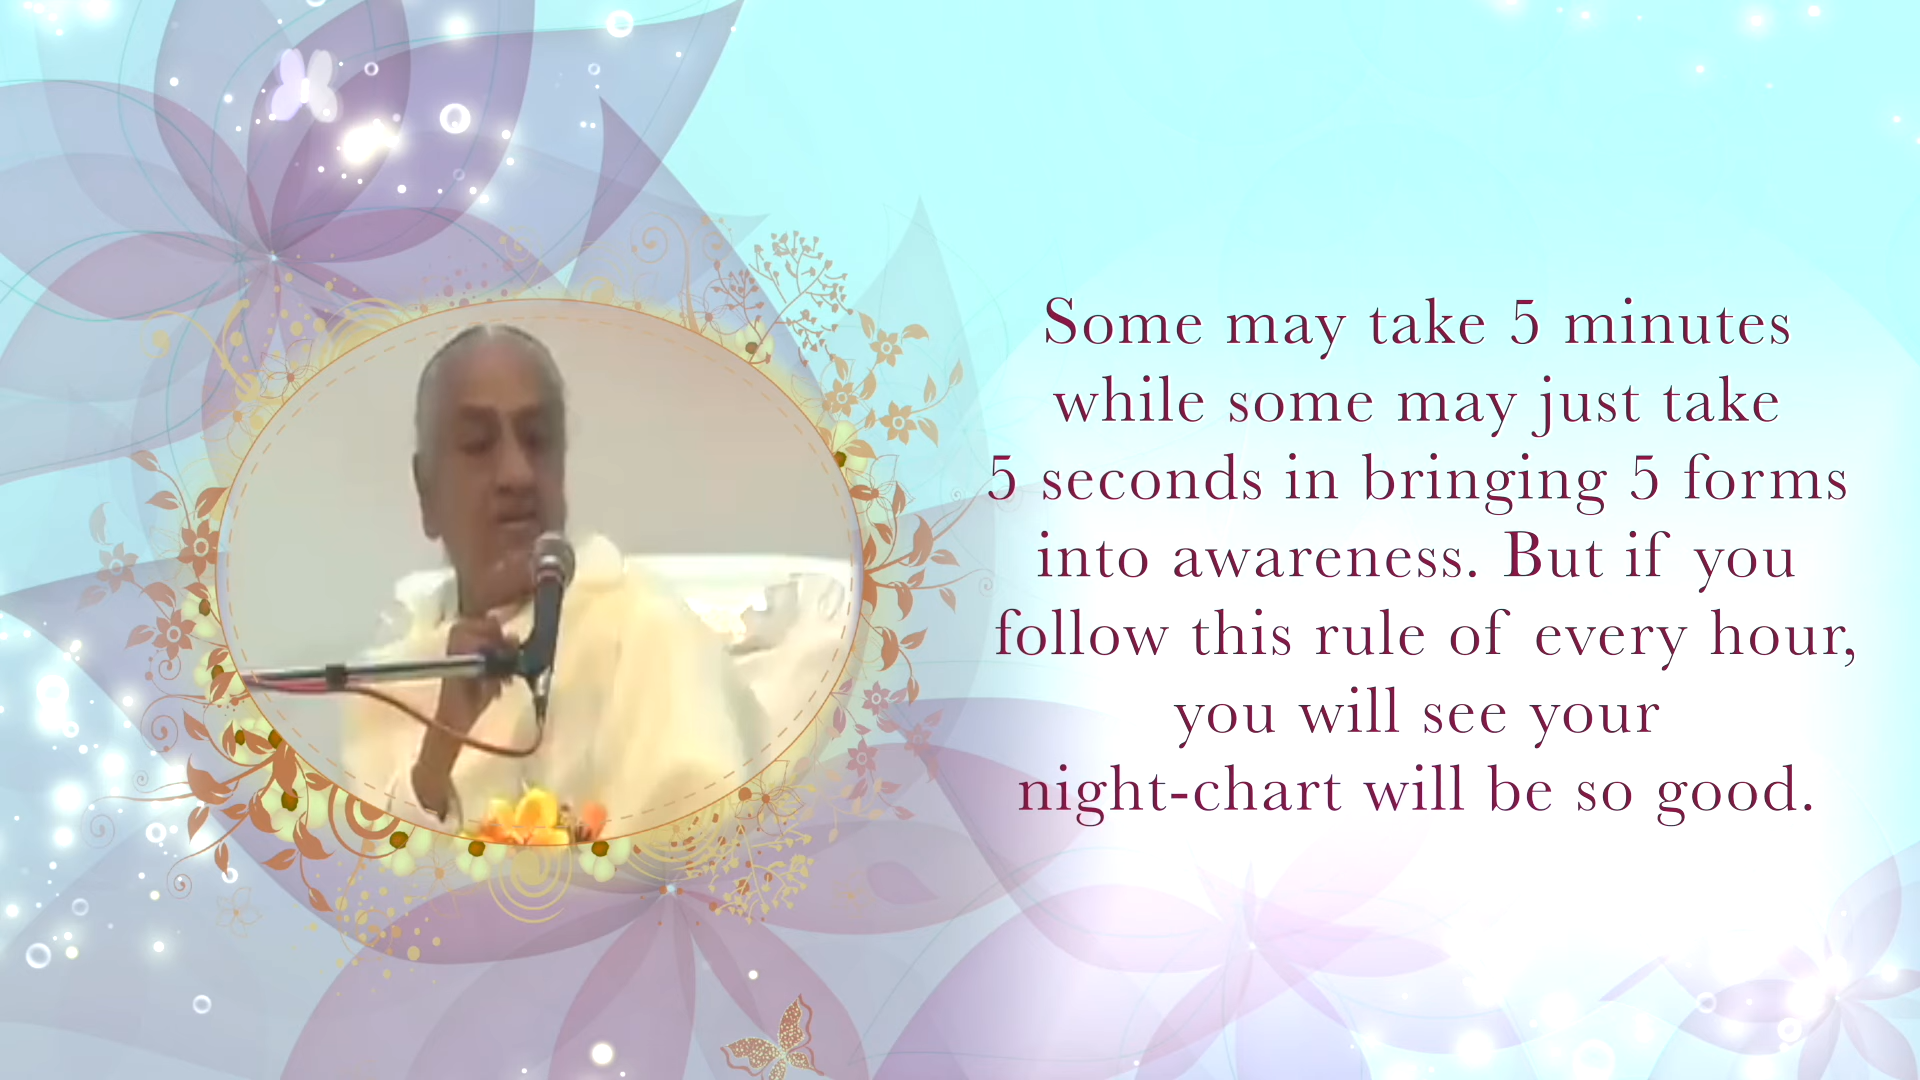 Some may take 5 minutes
while some may just take
5 seconds in bringing 5 forms
into awareness. But if you
follow this rule of every hour,
you will see your
night-chart will be so good.